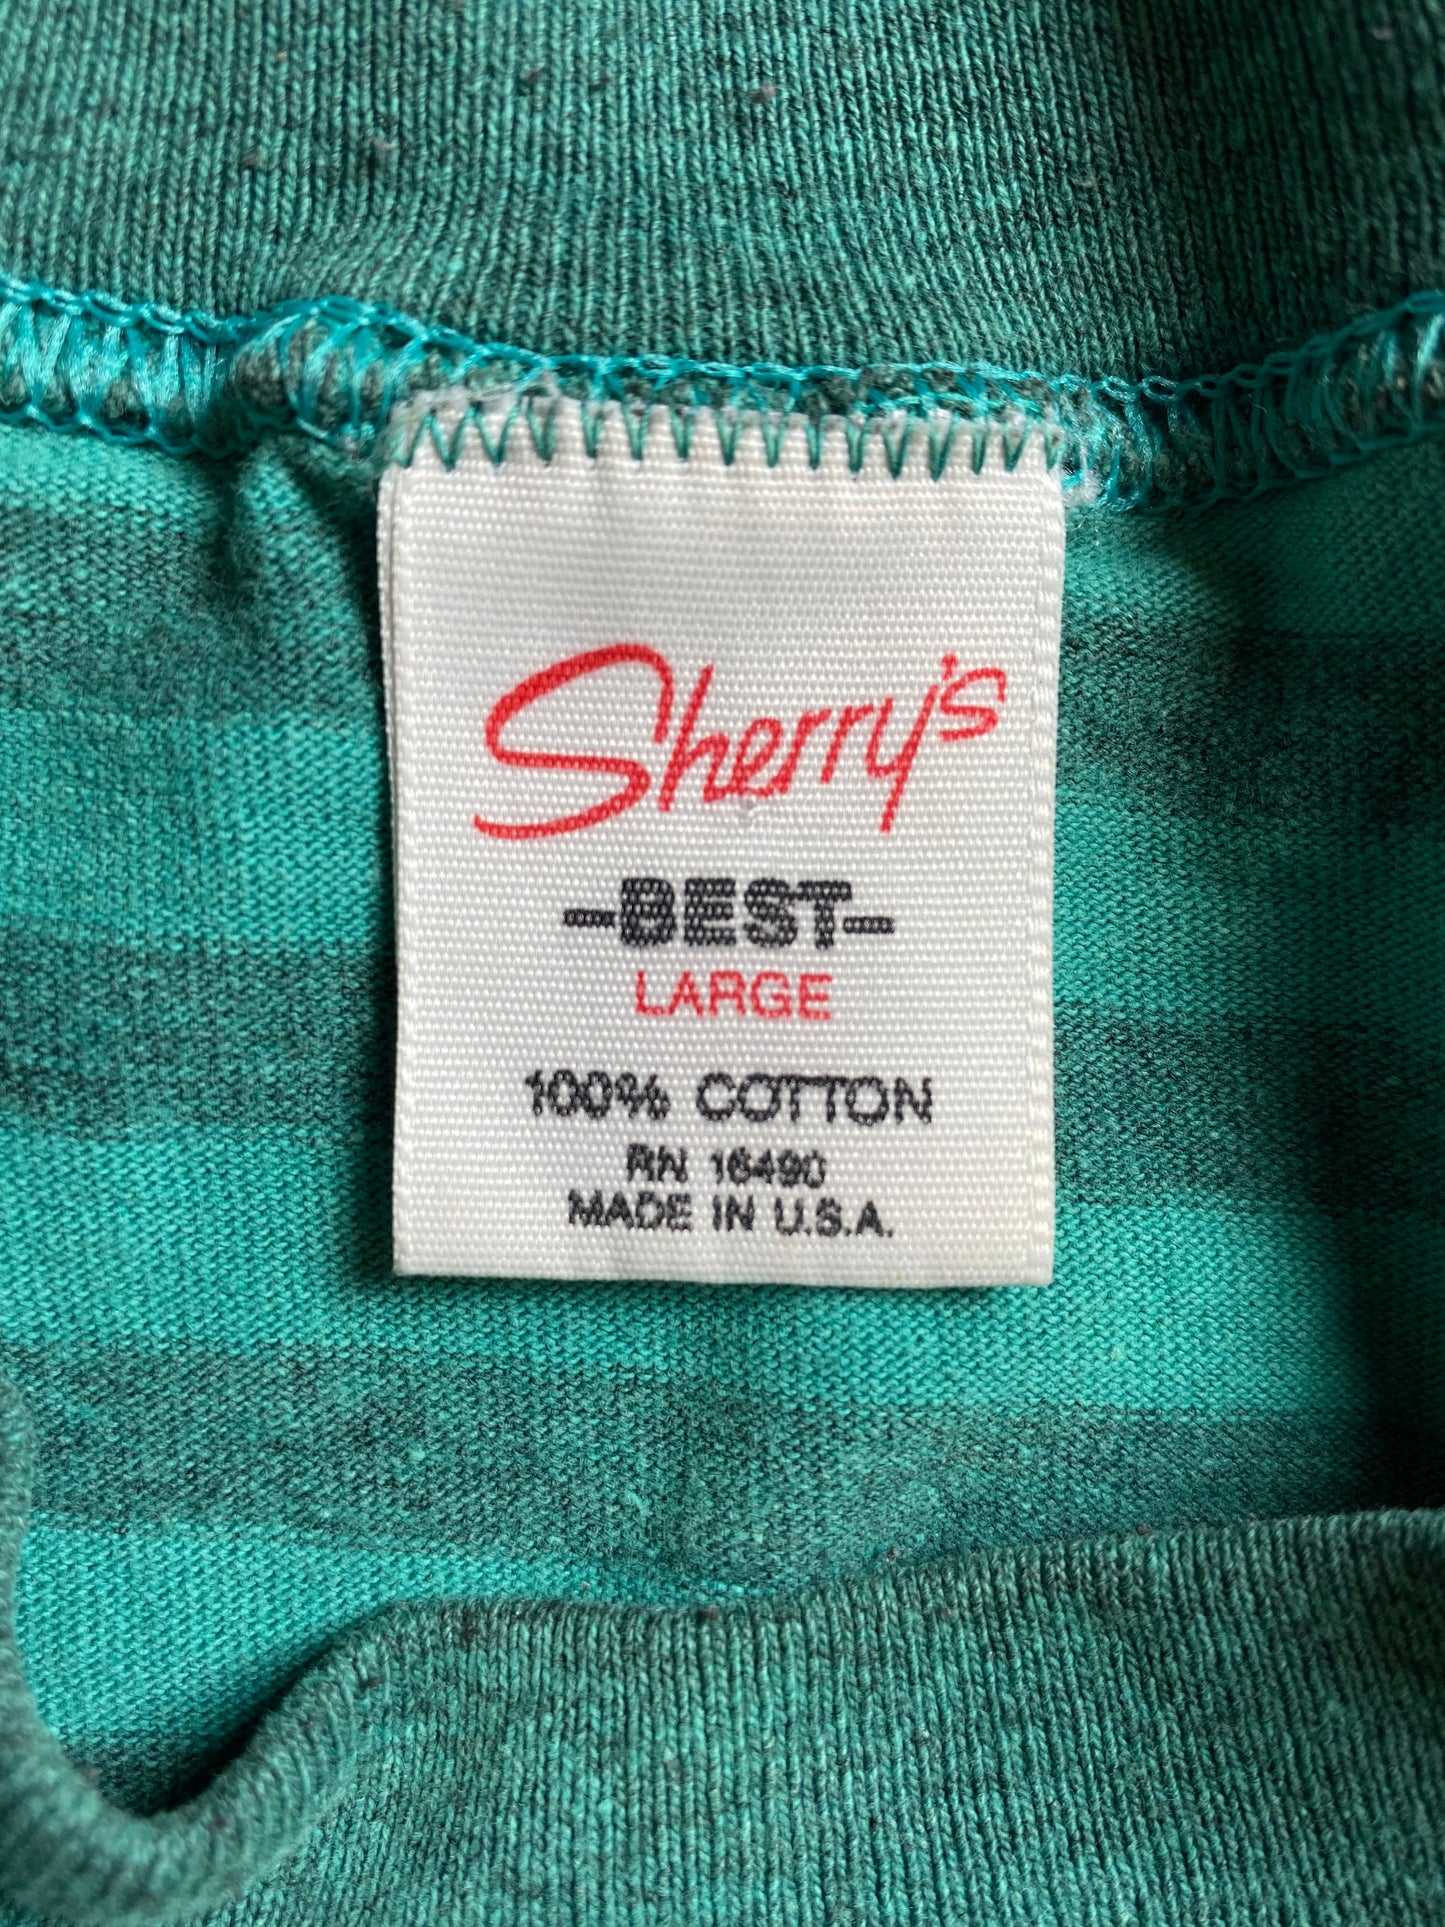 Sherry's
-BEST-
LARGE
100% COTTON
RN 16490
MADE IN U.S.A.